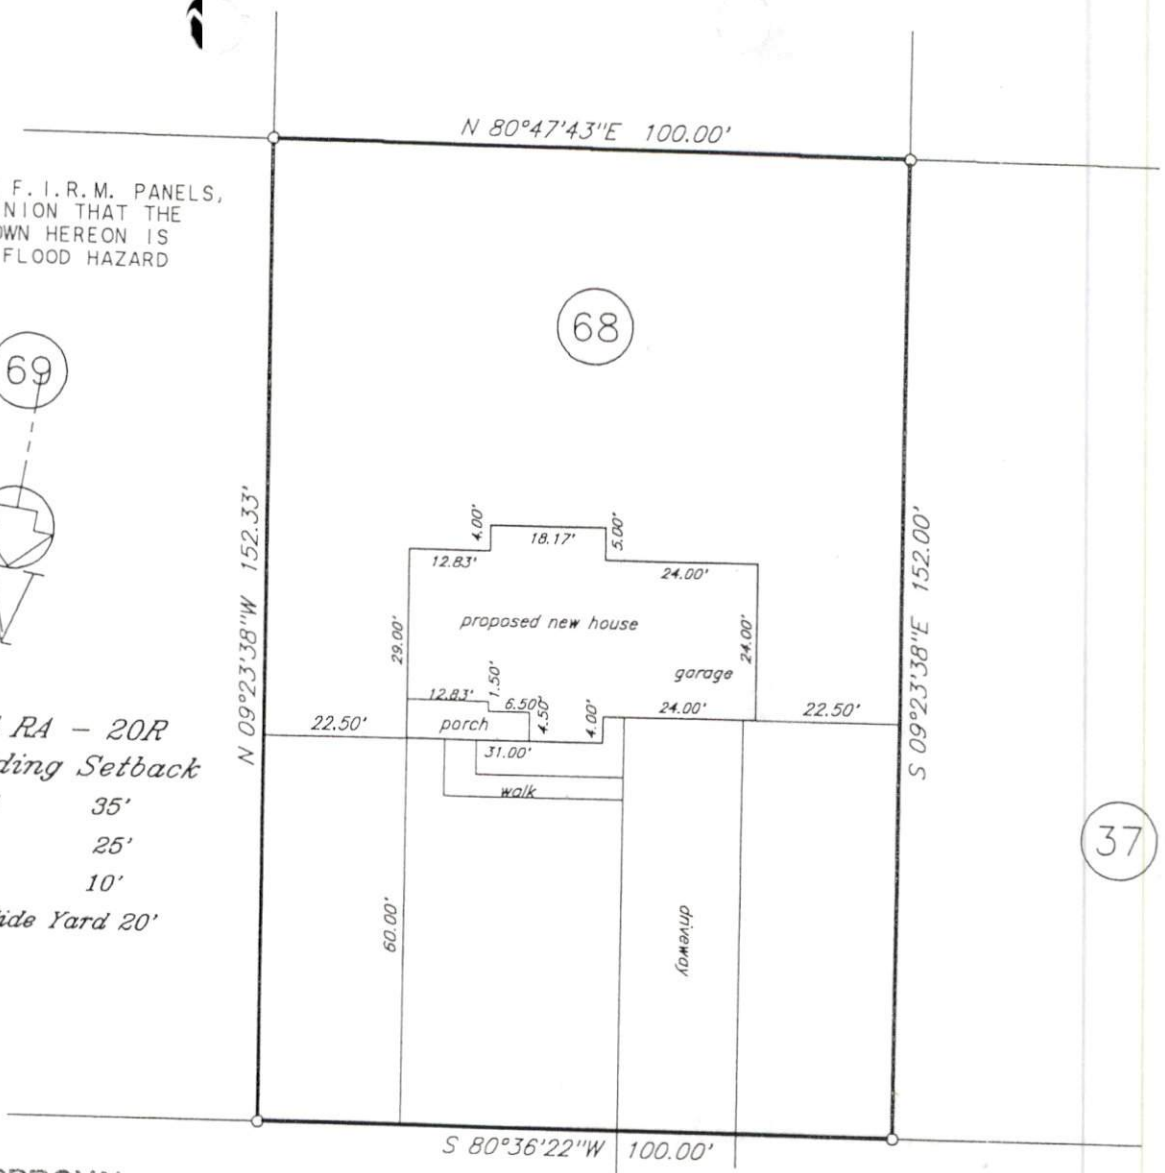 N 80°47'43"E 100.00'
F.I.R.M. PANELS,
NION THAT THE
OWN HEREON IS
FLOOD HAZARD
68
69
N 09°23'38"W 152.33'
S 09°23'38"E 152.00'
4.00'
18.17'
5.00'
12.83'
24.00'
29.00'
proposed new house
24.00'
garage
12.83'
1.50'
6.50'
4.50'
4.00'
24.00'
22.50'
porch
22.50'
31.00'
walk
RA - 20R
ding Setback
35'
25'
10'
ide Yard 20'
37
60.00'
driveway
S 80°36'22"W 100.00'